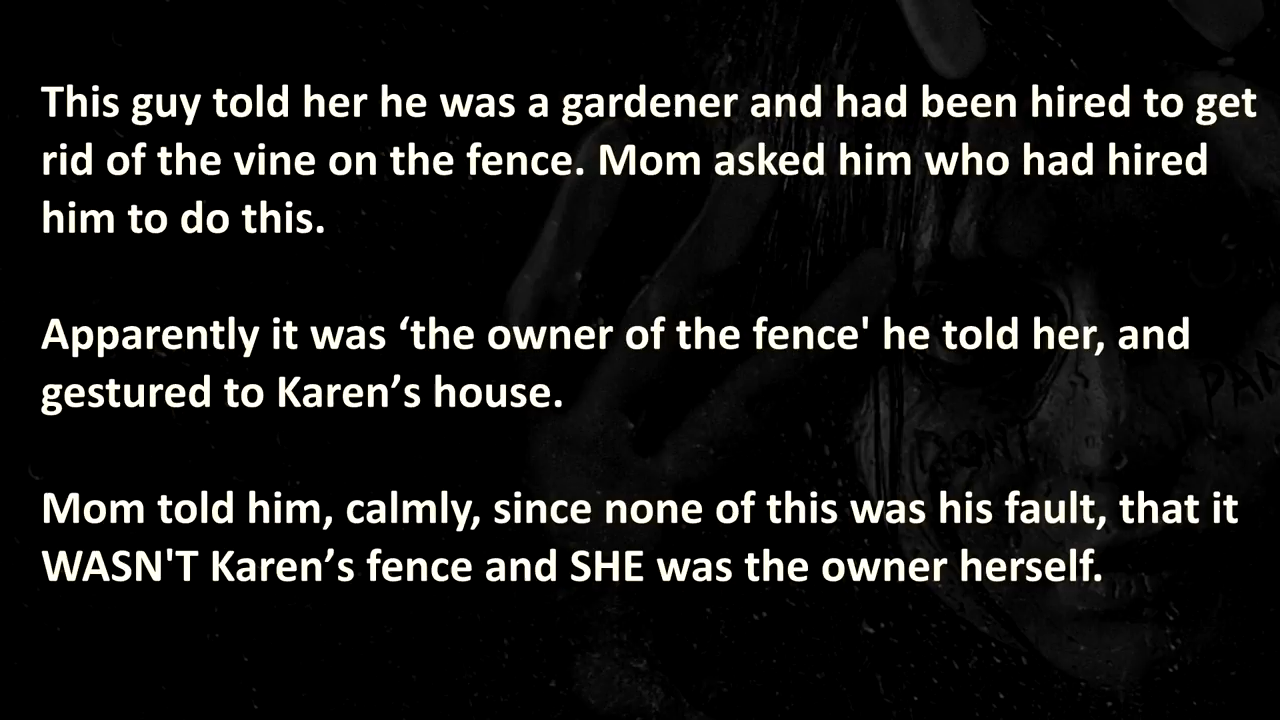 This guy told her he was a gardener and had been hired to get
rid of the vine on the fence. Mom asked him who had hired
him to do this.
Apparently it was ‘the owner of the fence' he told her, and
gestured to Karen’s house.
Mom told him, calmly, since none of this was his fault, that it
WASN'T Karen’s fence and SHE was the owner herself.
DON'T